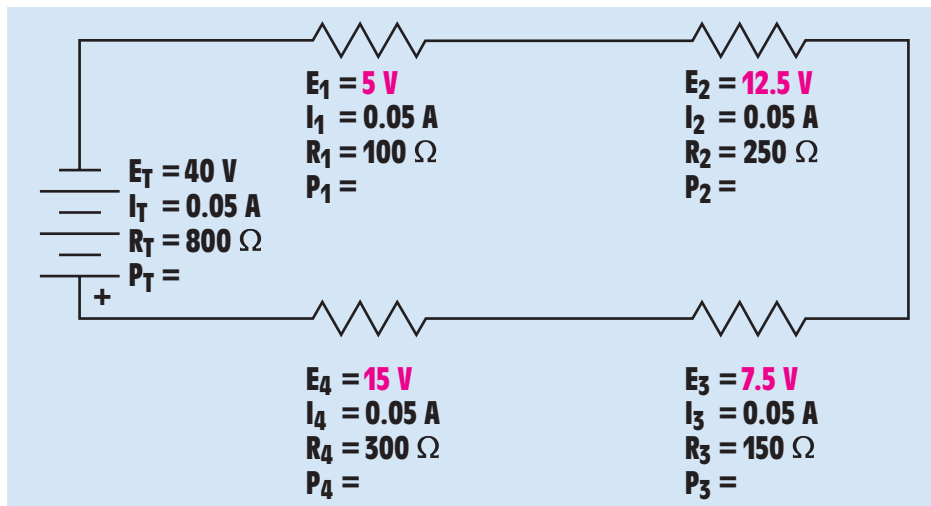 E1 = 5 V
I1 = 0.05 A
R1 = 100 Ω
P1 =
E2 = 12.5 V
I2 = 0.05 A
R2 = 250 Ω
P2 =
ET = 40 V
IT = 0.05 A
RT = 800 Ω
PT =
+
E4 = 15 V
I4 = 0.05 A
R4 = 300 Ω
P4 =
E3 = 7.5 V
I3 = 0.05 A
R3 = 150 Ω
P3 =